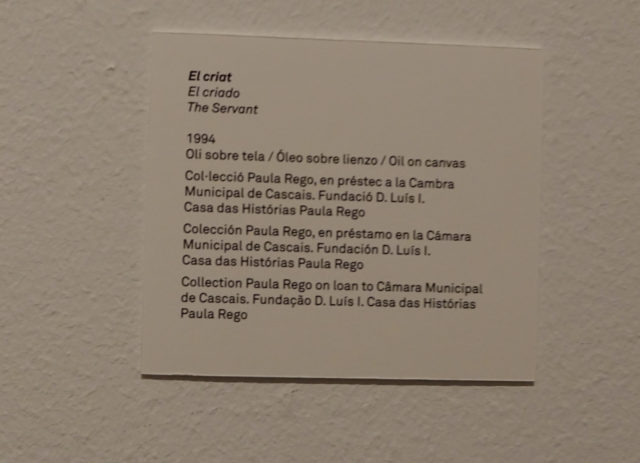 El criat
El criado
The Servant
1994
Oli sobre tela / Óleo sobre lienzo / Oil on canvas
Col·lecció Paula Rego, en préstec a la Cambra
Municipal de Cascais. Fundació D. Luís I.
Casa das Histórias Paula Rego
Colección Paula Rego, en préstamo en la Cámara
Municipal de Cascais. Fundación D. Luís I.
Casa das Histórias Paula Rego
Collection Paula Rego on loan to Câmara Municipal
de Cascais. Fundação D. Luís I. Casa das Histórias
Paula Rego